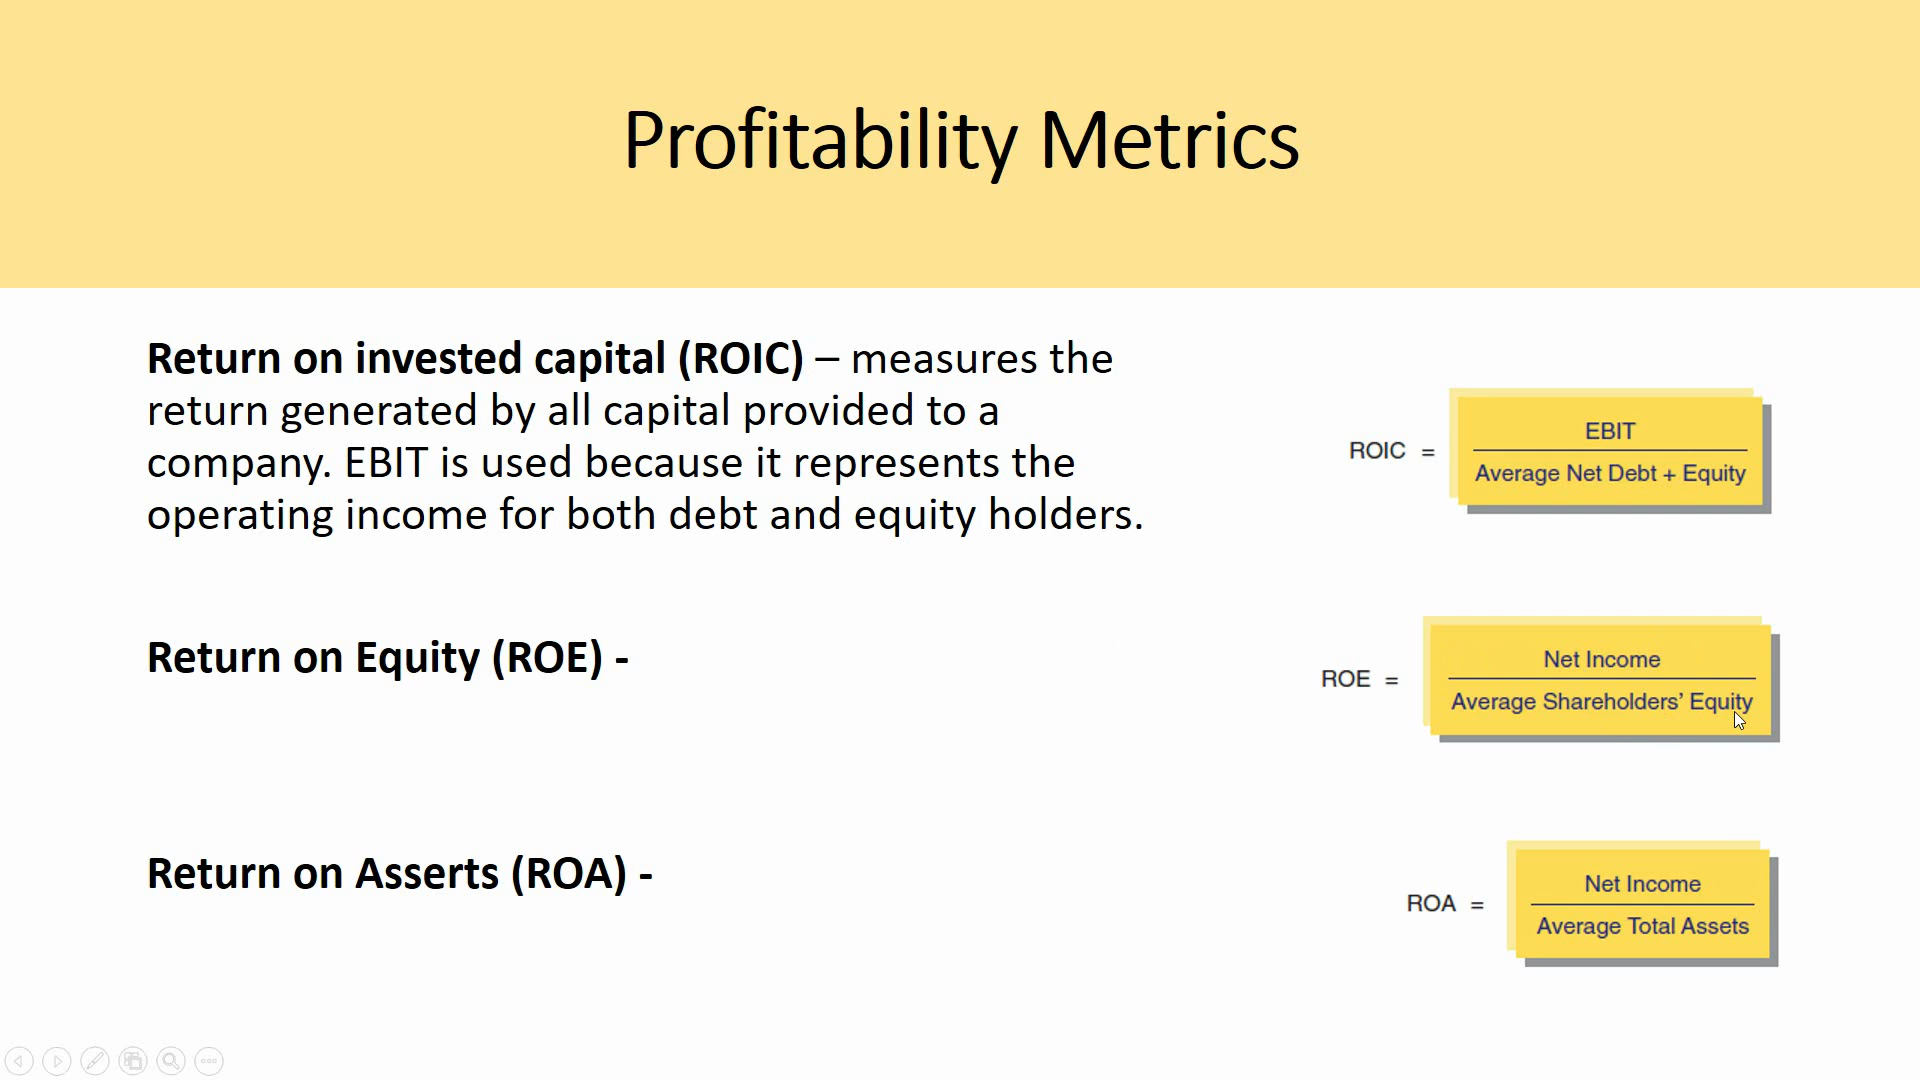 Profitability Metrics
Return on invested capital (ROIC) – measures the
return generated by all capital provided to a
company. EBIT is used because it represents the
operating income for both debt and equity holders.
ROIC =
EBIT
Average Net Debt + Equity
Return on Equity (ROE) -
ROE =
Net Income
Average Shareholders’ Equity
Return on Asserts (ROA) -
ROA =
Net Income
Average Total Assets